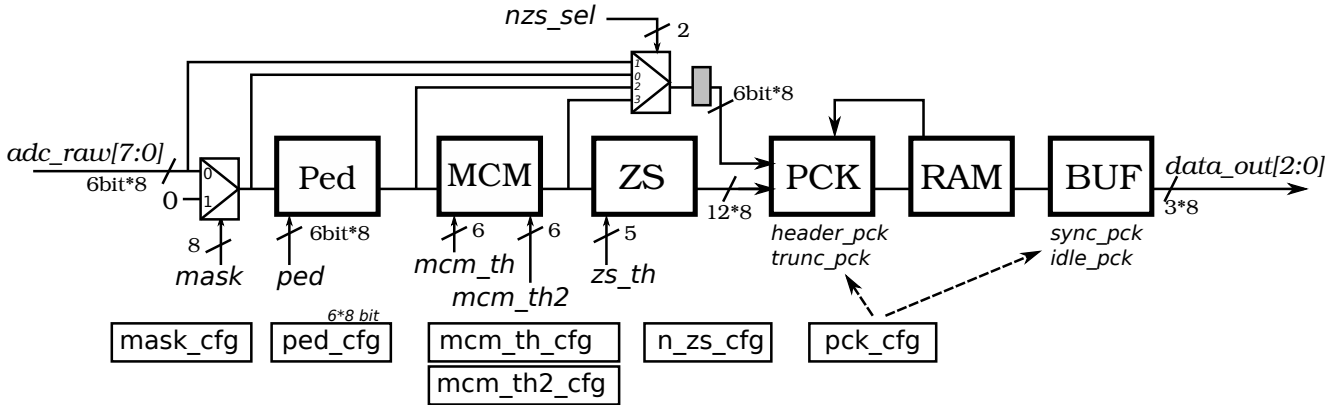 nzs_sel
2
1
0
2
3
6bit*8
adc_raw[7:0]
6bit*8
0
0
1
8
mask
Ped
6bit*8
ped
MCM
6
mcm_th
6
mcm_th2
ZS
5
zs_th
12*8
PCK
header_pck
trunc_pck
RAM
BUF
sync_pck
idle_pck
data_out[2:0]
3*8
mask_cfg
6*8 bit
ped_cfg
mcm_th_cfg
mcm_th2_cfg
n_zs_cfg
pck_cfg